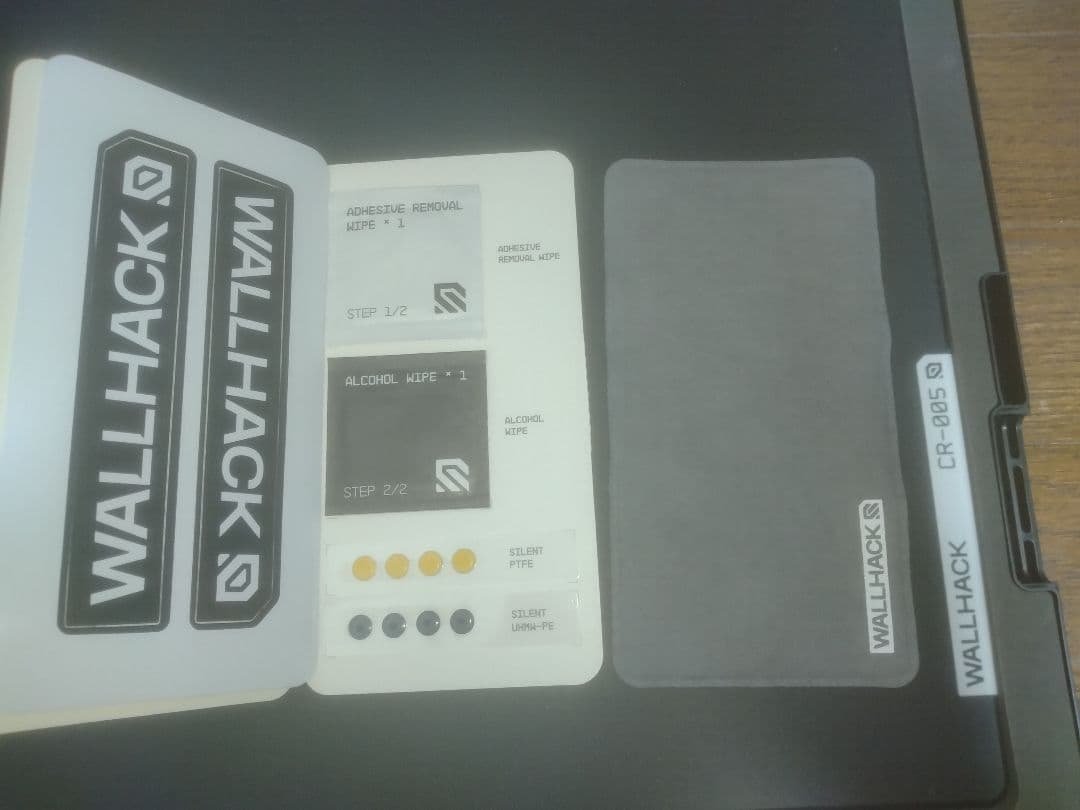 WALLHACK
WALLHACK
ADHESIVE REMOVAL
WIPE * 1
STEP 1/2
ADHESIVE
REMOVAL WIPE
ALCOHOL WIPE * 1
STEP 2/2
ALCOHOL
WIPE
SILENT
PTFE
SILENT
UHMW-PE
WALLHACK
WALLHACK CR-005